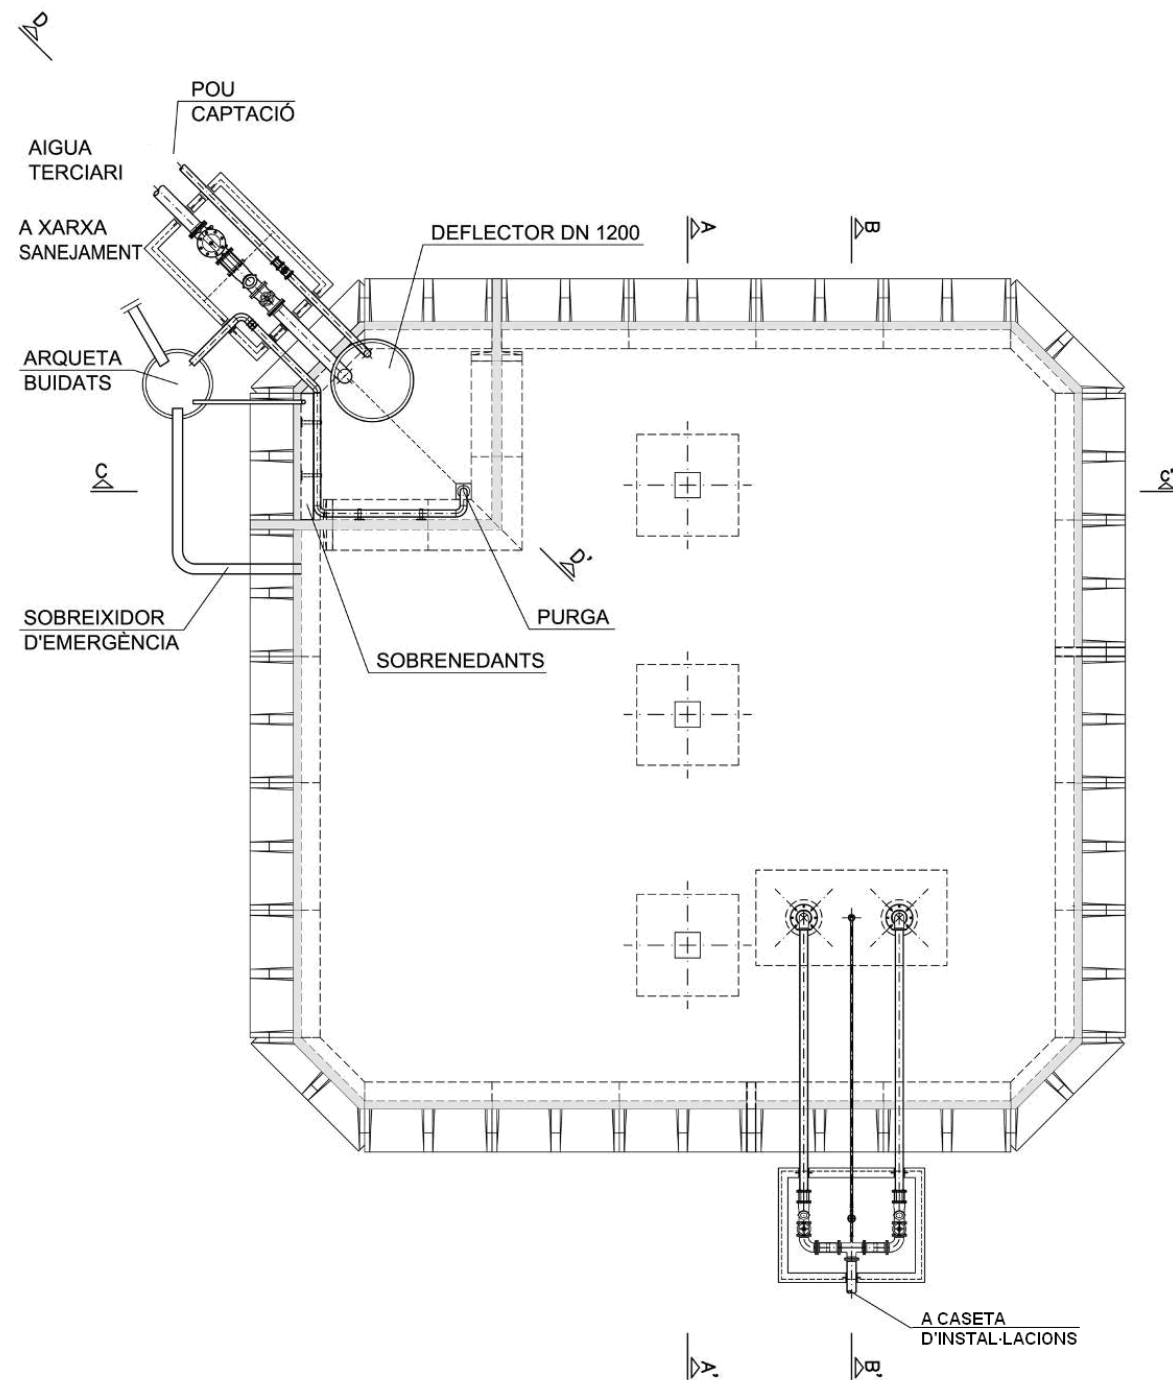 D
POU
CAPTACIÓ
AIGUA
TERCIARI
A XARXA
SANEJAMENT
DEFLECTOR DN 1200
A
B
ARQUETA
BUIDATS
C
C'
D'
SOBREIXIDOR
D'EMERGÈNCIA
PURGA
SOBRENEDANTS
A CASETA
D'INSTAL·LACIONS
A'
B'